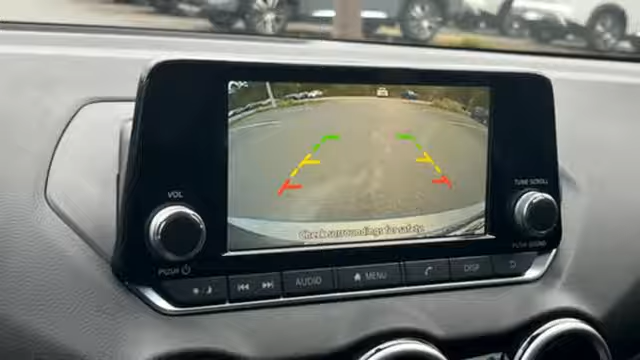 Check surroundings for safety.
VOL
TUNE·SCROLL
PUSH
PUSH SOUND
AUDIO
MENU
DISP